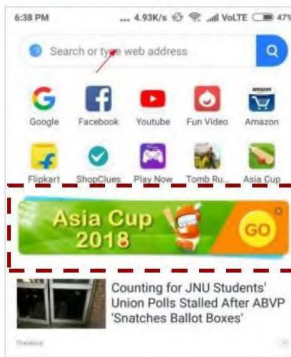 6:38 PM ... 4.93K/s VoLTE 47%
Search or type web address
Google Facebook Youtube Fun Video Amazon
Flipkart ShopClues Play Now Tomb Ru... Asia Cup
Asia Cup
2018
GO
Counting for JNU Students'
Union Polls Stalled After ABVP
'Snatches Ballot Boxes'